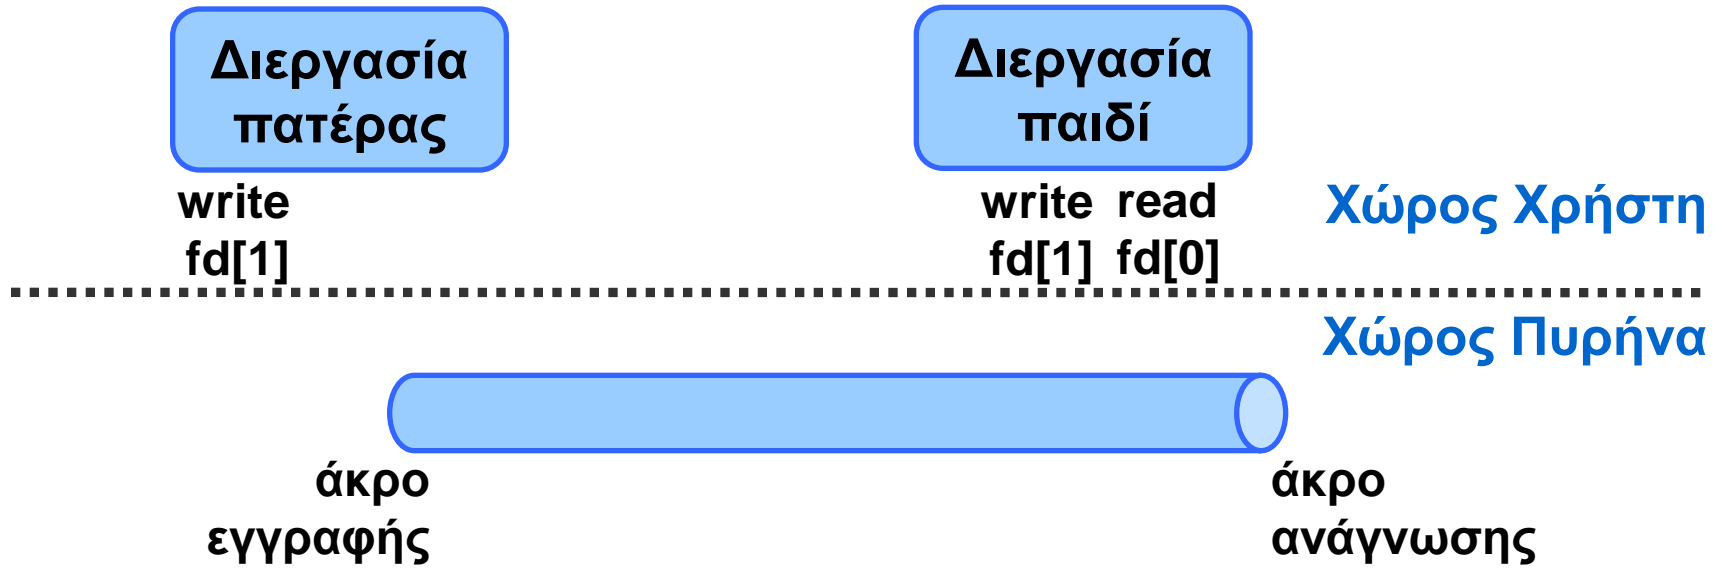 Διεργασία
πατέρας
Διεργασία
παιδί
write
fd[1]
write read
fd[1] fd[0]
Χώρος Χρήστη
Χώρος Πυρήνα
άκρο
εγγραφής
άκρο
ανάγνωσης